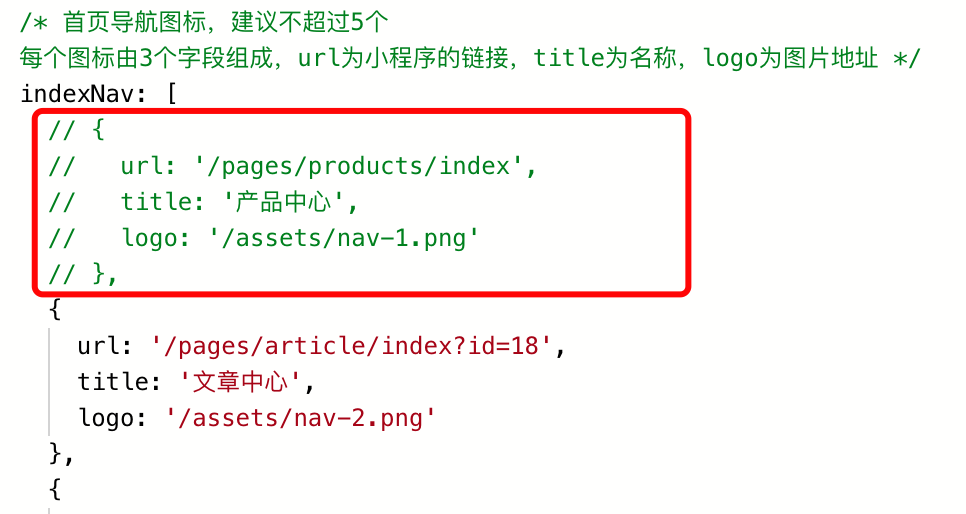 /* 首页导航图标，建议不超过5个
每个图标由3个字段组成，url为小程序的链接，title为名称，logo为图片地址 */
indexNav: [
// {
//   url: '/pages/products/index',
//   title: '产品中心',
//   logo: '/assets/nav-1.png'
// },
{
url: '/pages/article/index?id=18',
title: '文章中心',
logo: '/assets/nav-2.png'
},
{